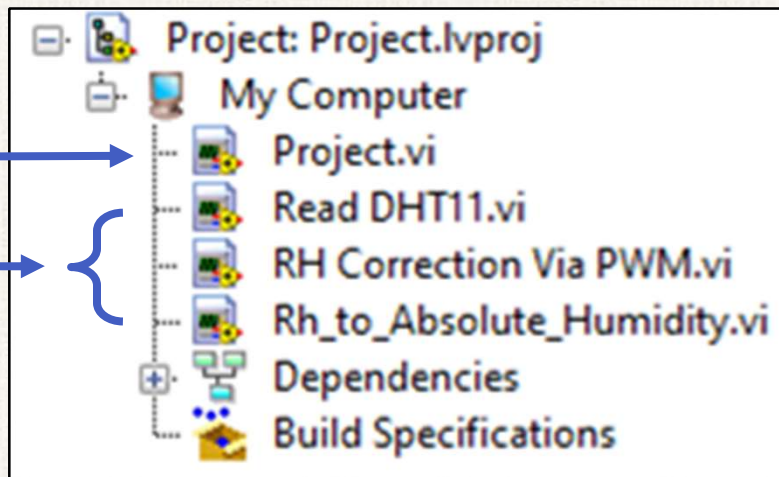 Project: Project.lvproj
My Computer
Project.vi
Read DHT11.vi
RH Correction Via PWM.vi
Rh_to_Absolute_Humidity.vi
Dependencies
Build Specifications